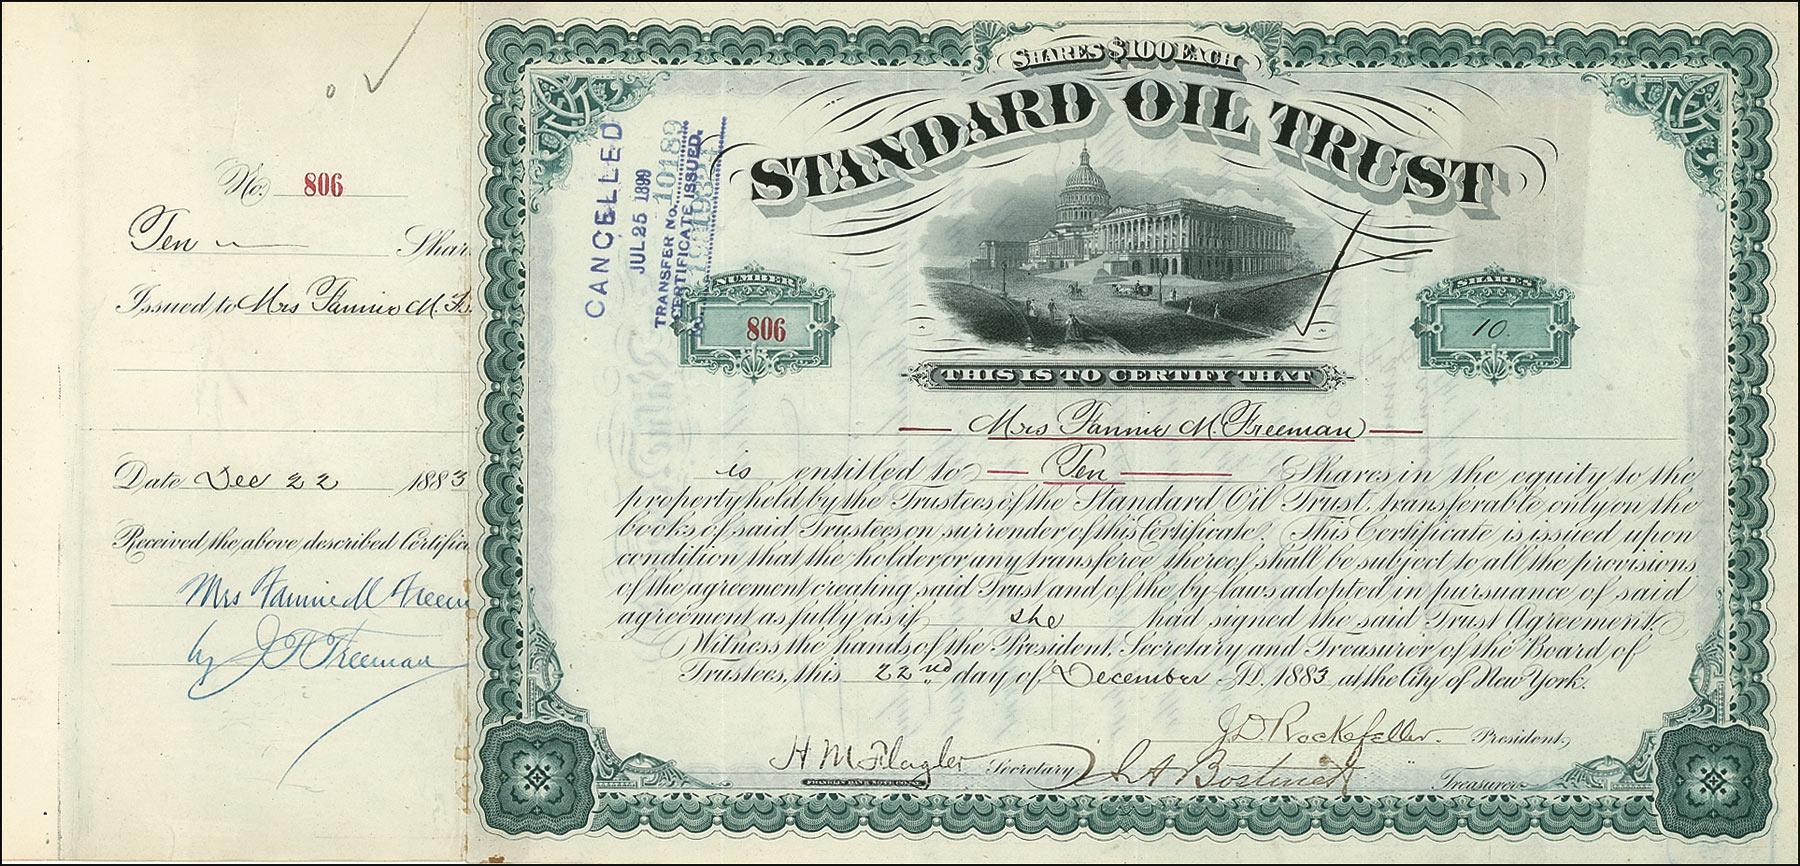 No. 806
Ten Shar
Issued to Mrs Fannie M. F
Date Dec 22 1883
Received the above described Certifica
Mrs Fannie M Freem
by J F Freeman
SHARES $100 EACH
STANDARD OIL TRUST
CANCELLED
JUL 25 1899
TRANSFER No. 10189
CERTIFICATE ISSUED.
NUMBER
806
SHARES
10
THIS IS TO CERTIFY THAT
Mrs Fannie M. Freeman
is entitled to Ten Shares in the equity to the
property held by the Trustees of the Standard Oil Trust, transferable only on the
books of said Trustees on surrender of this Certificate. This Certificate is issued upon
condition that the holder or any transferee thereof shall be subject to all the provisions
of the agreement creating said Trust and of the by-laws adopted in pursuance of said
agreement as fully as if she had signed the said Trust Agreement.
Witness the hands of the President, Secretary and Treasurer of the Board of
Trustees, this 22nd day of December A.D. 1883, at the City of New York.
J D Rockefeller President,
H M Flagler Secretary
Treasurer
FRANKLIN BANK NOTE CO. N.Y.